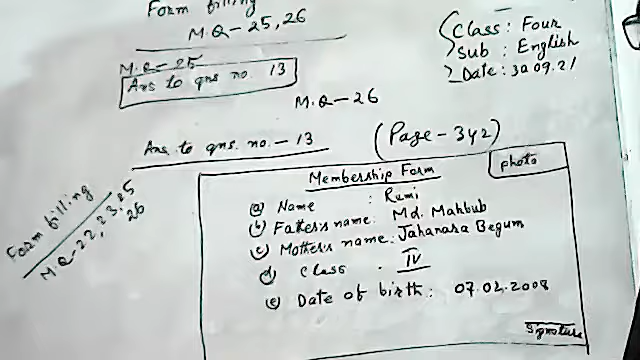 Form filling
M.Q-25,26
Class: Four
Sub: English
Date: 30.09.21
M.Q-25
Ans to qns no. 13
M.Q-26
Ans to qns. no.-13
(Page-342)
Form filling
M.Q-22,23,25
26
photo
Membership Form
(a) Name : Rumi
(b) Father's name: Md. Mahbub
(c) Mother's name: Jahanara Begum
(d) Class . IV
(e) Date of birth: 07.02.2008
Signature